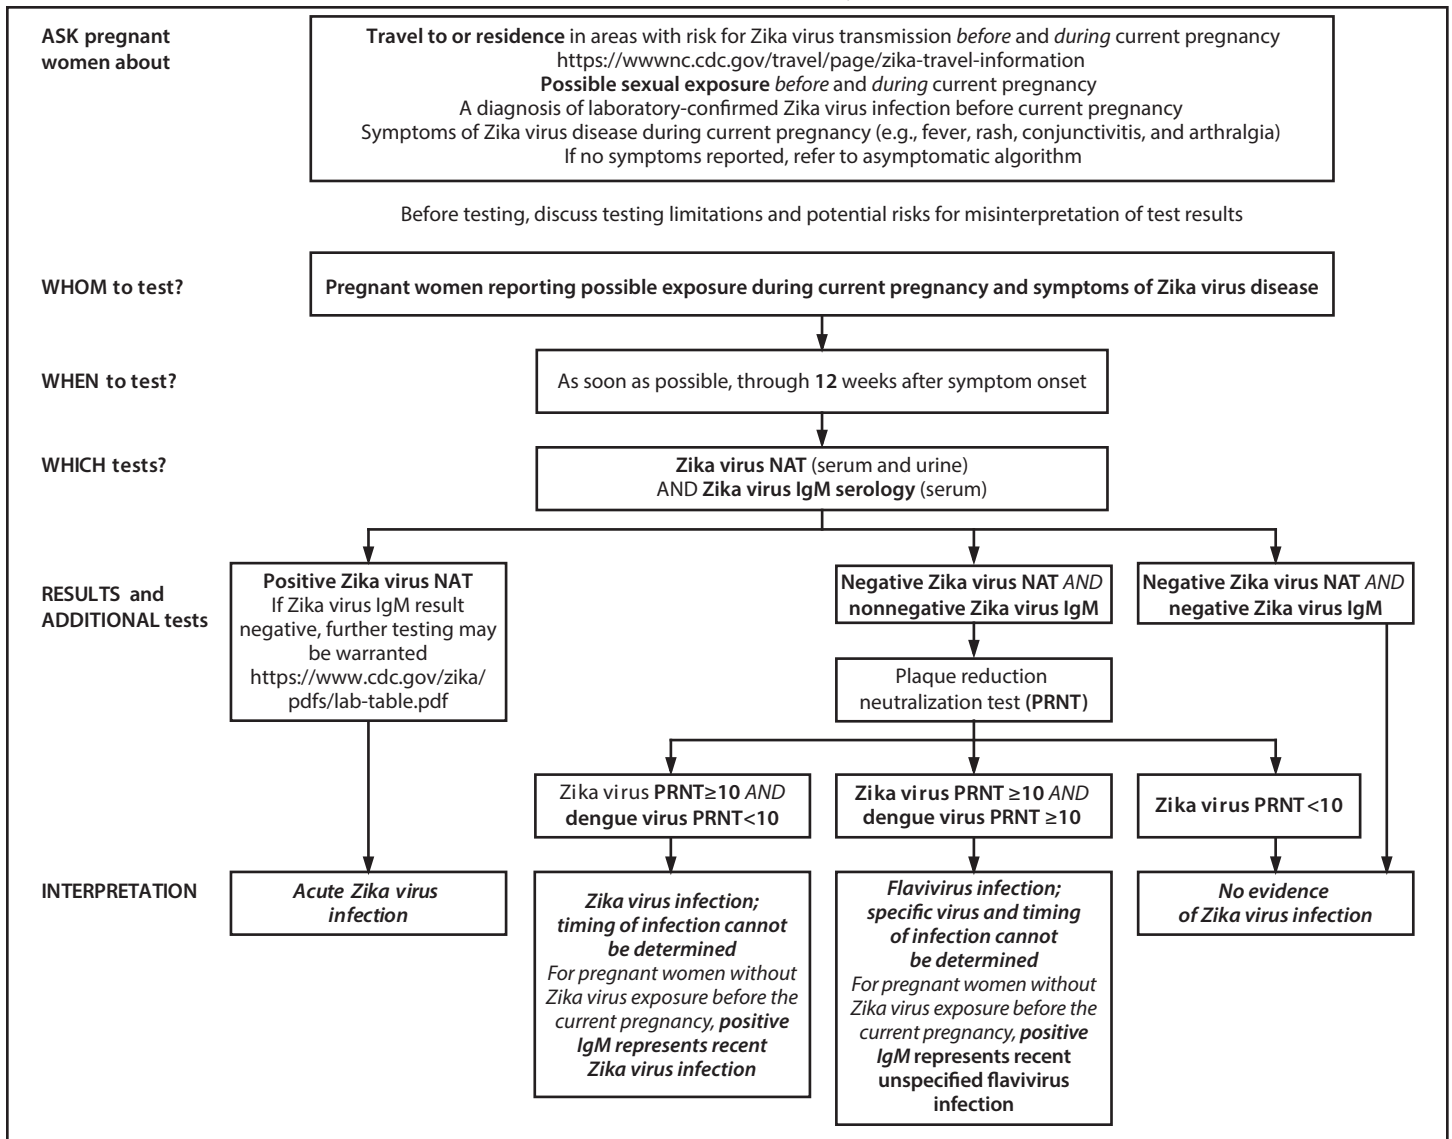 ASK pregnant
women about
Travel to or residence in areas with risk for Zika virus transmission before and during current pregnancy
https://wwwnc.cdc.gov/travel/page/zika-travel-information
Possible sexual exposure before and during current pregnancy
A diagnosis of laboratory-confirmed Zika virus infection before current pregnancy
Symptoms of Zika virus disease during current pregnancy (e.g., fever, rash, conjunctivitis, and arthralgia)
If no symptoms reported, refer to asymptomatic algorithm
Before testing, discuss testing limitations and potential risks for misinterpretation of test results
WHOM to test?
Pregnant women reporting possible exposure during current pregnancy and symptoms of Zika virus disease
WHEN to test?
As soon as possible, through 12 weeks after symptom onset
WHICH tests?
Zika virus NAT (serum and urine)
AND Zika virus IgM serology (serum)
RESULTS and
ADDITIONAL tests
Positive Zika virus NAT
If Zika virus IgM result
negative, further testing may
be warranted
https://www.cdc.gov/zika/
pdfs/lab-table.pdf
Negative Zika virus NAT AND
nonnegative Zika virus IgM
Negative Zika virus NAT AND
negative Zika virus IgM
Plaque reduction
neutralization test (PRNT)
Zika virus PRNT≥10 AND
dengue virus PRNT<10
Zika virus PRNT ≥10 AND
dengue virus PRNT ≥10
Zika virus PRNT<10
INTERPRETATION
Acute Zika virus
infection
Zika virus infection;
timing of infection cannot
be determined
For pregnant women without
Zika virus exposure before the
current pregnancy, positive
IgM represents recent
Zika virus infection
Flavivirus infection;
specific virus and timing
of infection cannot
be determined
For pregnant women without
Zika virus exposure before the
current pregnancy, positive
IgM represents recent
unspecified flavivirus
infection
No evidence
of Zika virus infection